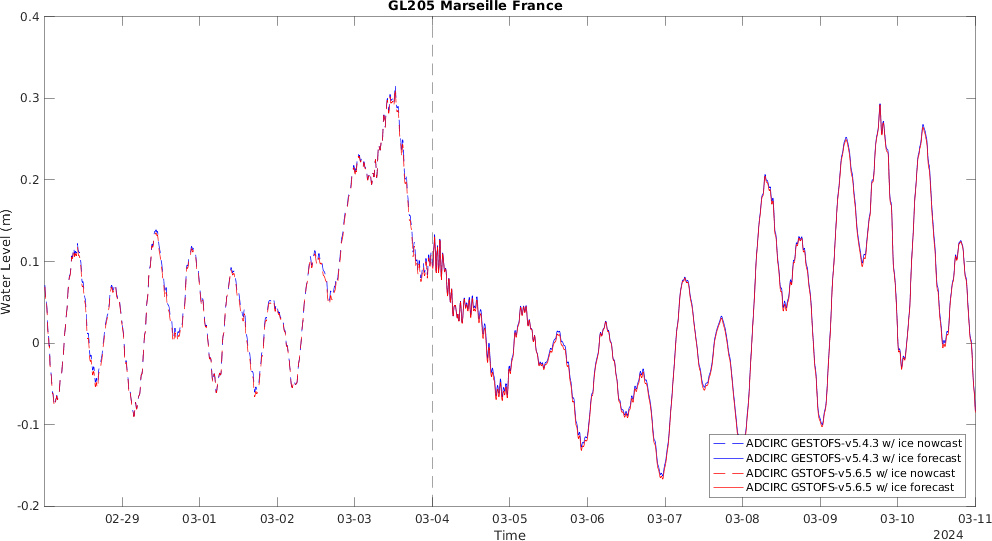 GL205 Marseille France
0.4
0.3
0.2
0.1
0
-0.1
-0.2
Water Level (m)
02-29 03-01 03-02 03-03 03-04 03-05 03-06 03-07 03-08 03-09 03-10 03-11
Time
2024
ADCIRC GESTOFS-v5.4.3 w/ ice nowcast
ADCIRC GESTOFS-v5.4.3 w/ ice forecast
ADCIRC GSTOFS-v5.6.5 w/ ice nowcast
ADCIRC GSTOFS-v5.6.5 w/ ice forecast